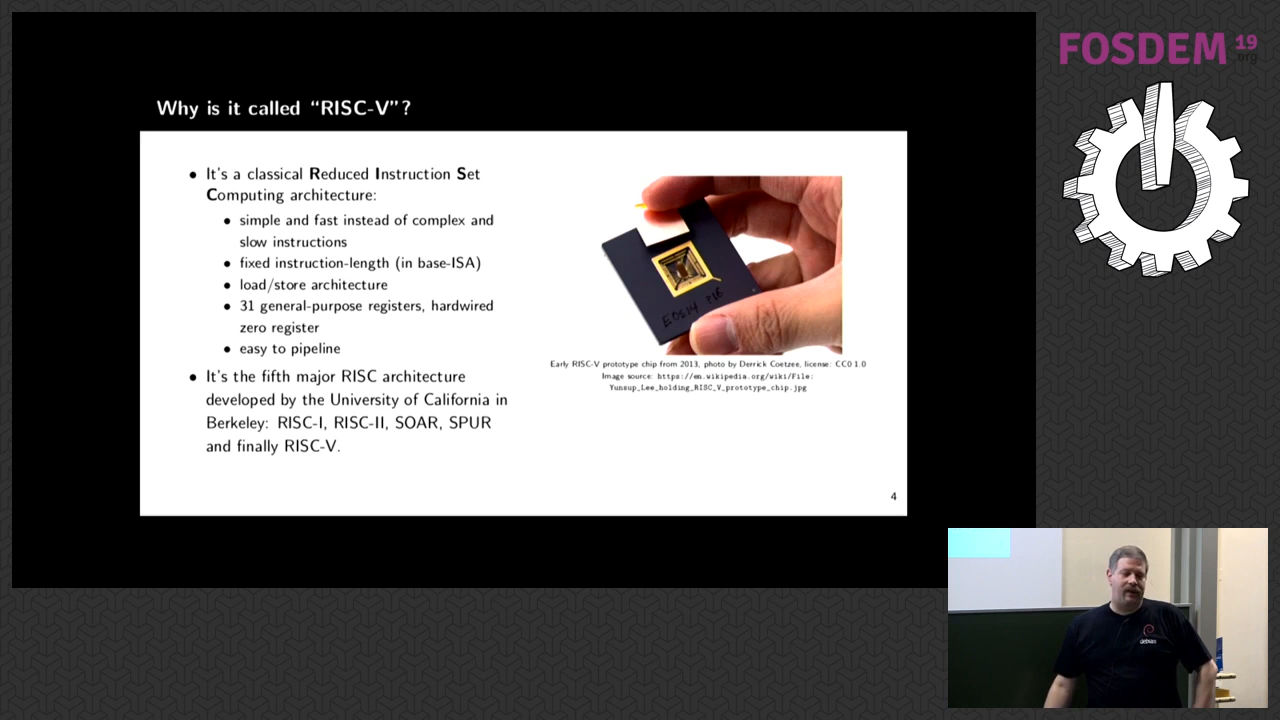 FOSDEM 19
.org
Why is it called “RISC-V”?
• It's a classical Reduced Instruction Set
Computing architecture:
• simple and fast instead of complex and
slow instructions
• fixed instruction-length (in base-ISA)
• load/store architecture
• 31 general-purpose registers, hardwired
zero register
• easy to pipeline
• It's the fifth major RISC architecture
developed by the University of California in
Berkeley: RISC-I, RISC-II, SOAR, SPUR
and finally RISC-V.
EOS14 P16
Early RISC-V prototype chip from 2013, photo by Derrick Coetzee, license: CC0 1.0
Image source: https://en.wikipedia.org/wiki/File:
Yunsup_Lee_holding_RISC_V_prototype_chip.jpg
4
debian